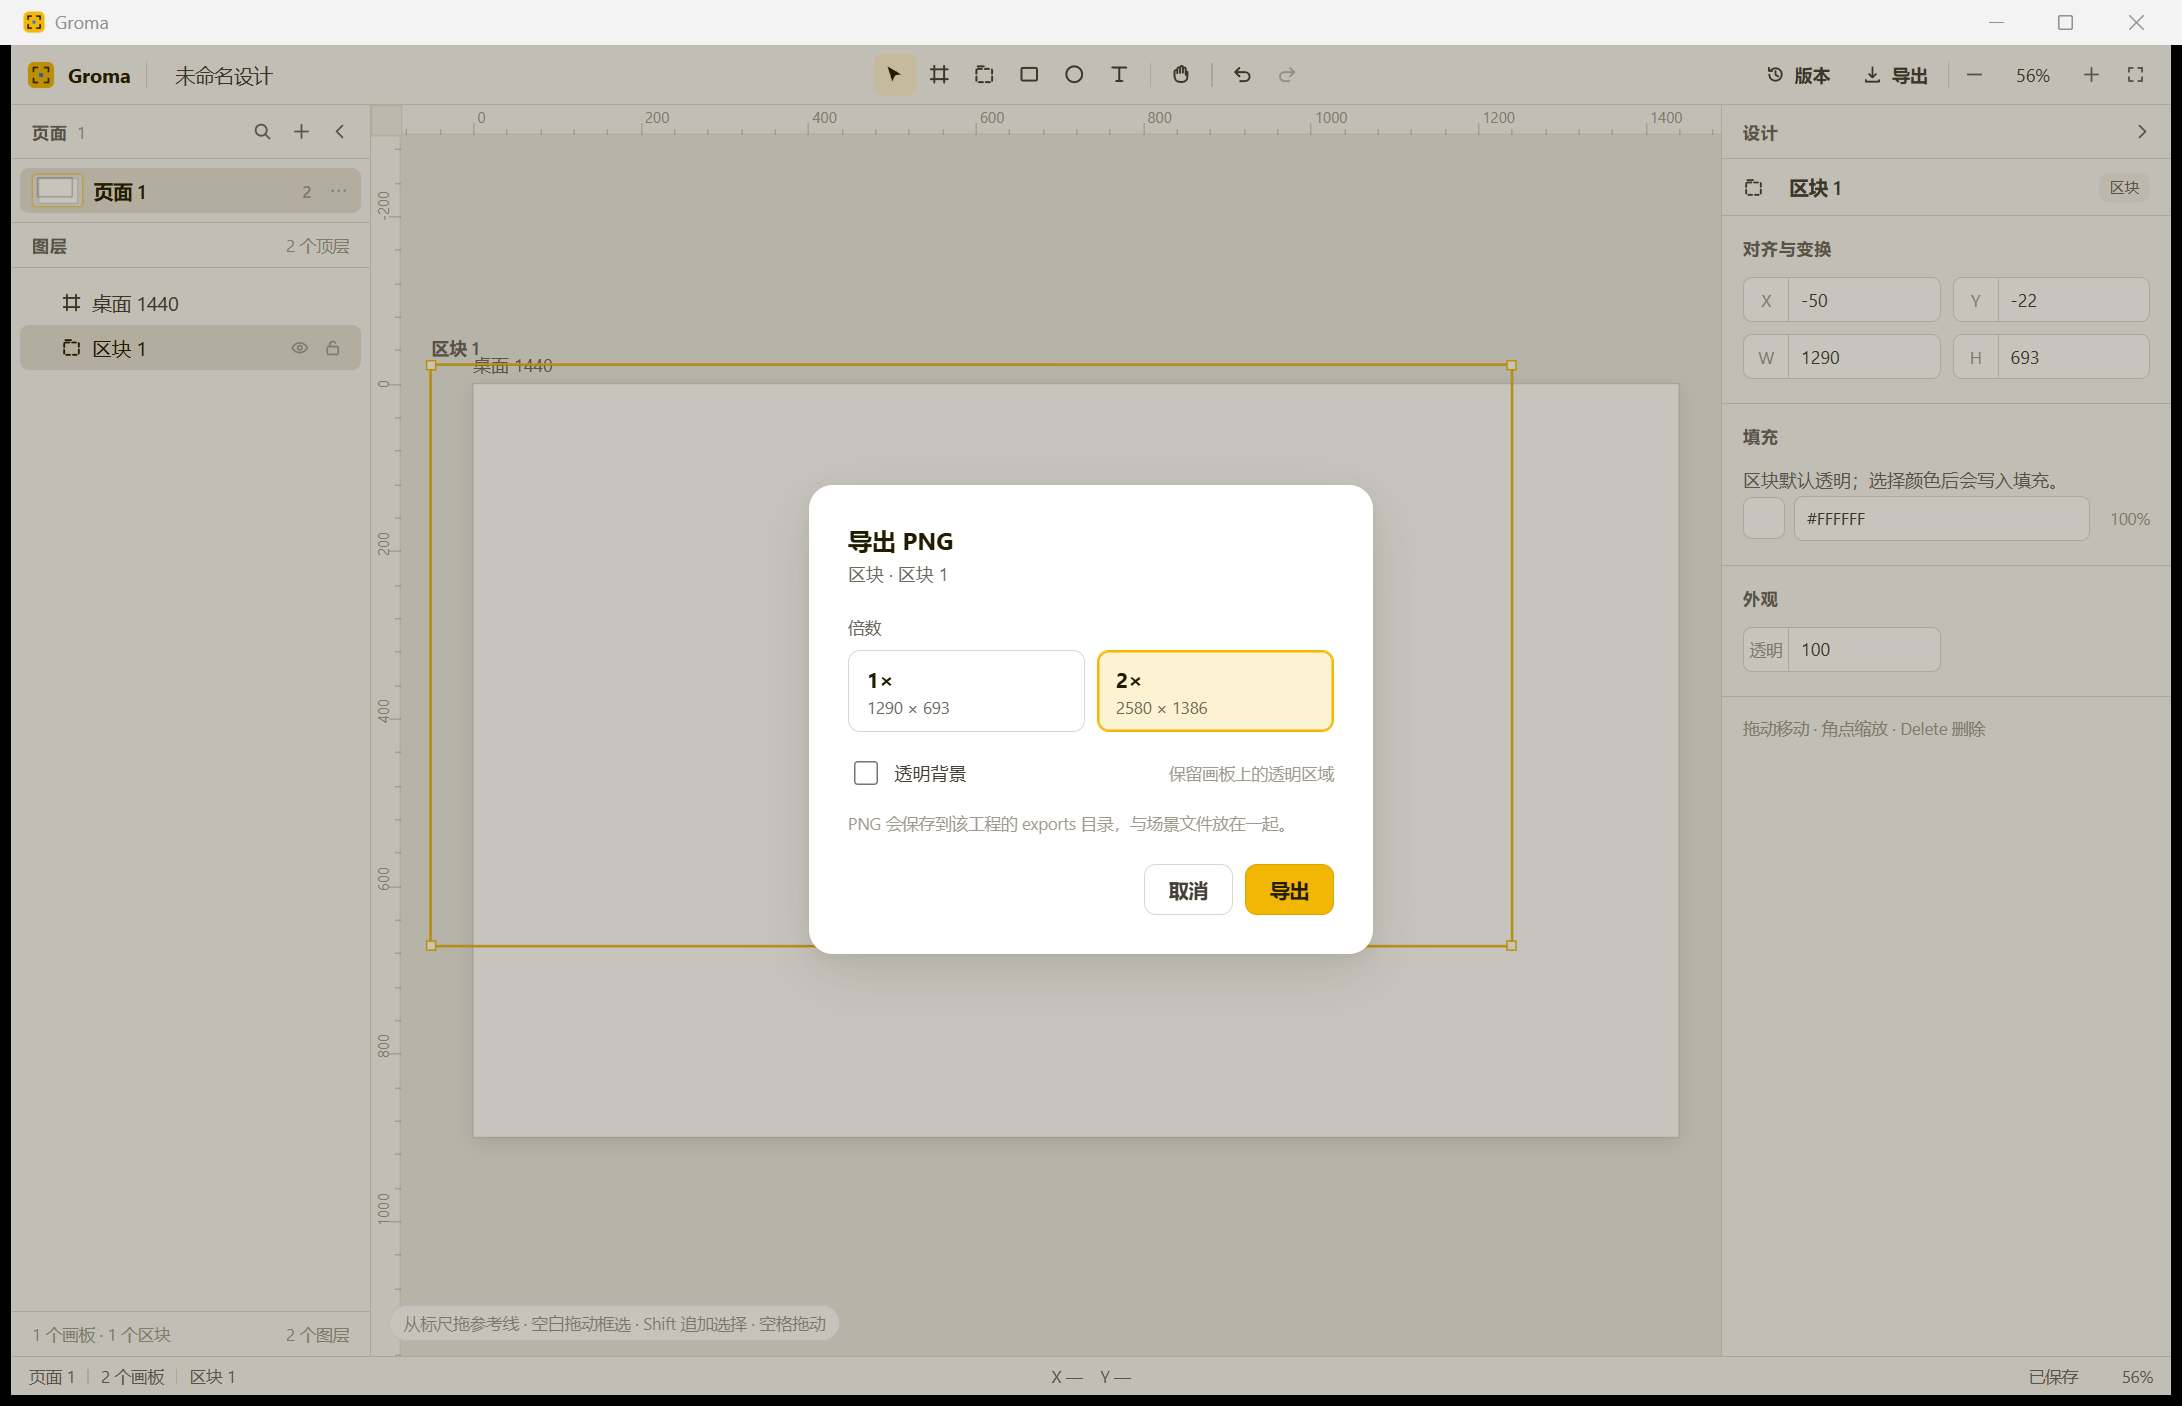 Groma
Groma
未命名设计
版本
导出
56%
页面 1
页面 1
2
图层
2 个顶层
桌面 1440
区块 1
1 个画板 · 1 个区块
2 个图层
0
200
400
600
800
1000
1200
1400
-200
0
200
400
600
800
1000
区块 1
桌面 1440
导出 PNG
区块 · 区块 1
倍数
1×
1290 × 693
2×
2580 × 1386
透明背景
保留画板上的透明区域
PNG 会保存到该工程的 exports 目录，与场景文件放在一起。
取消
导出
从标尺拖参考线 · 空白拖动框选 · Shift 追加选择 · 空格拖动
设计
区块 1
区块
对齐与变换
X -50
Y -22
W 1290
H 693
填充
区块默认透明；选择颜色后会写入填充。
#FFFFFF
100%
外观
透明 100
拖动移动 · 角点缩放 · Delete 删除
页面 1
2 个画板
区块 1
X — Y —
已保存
56%